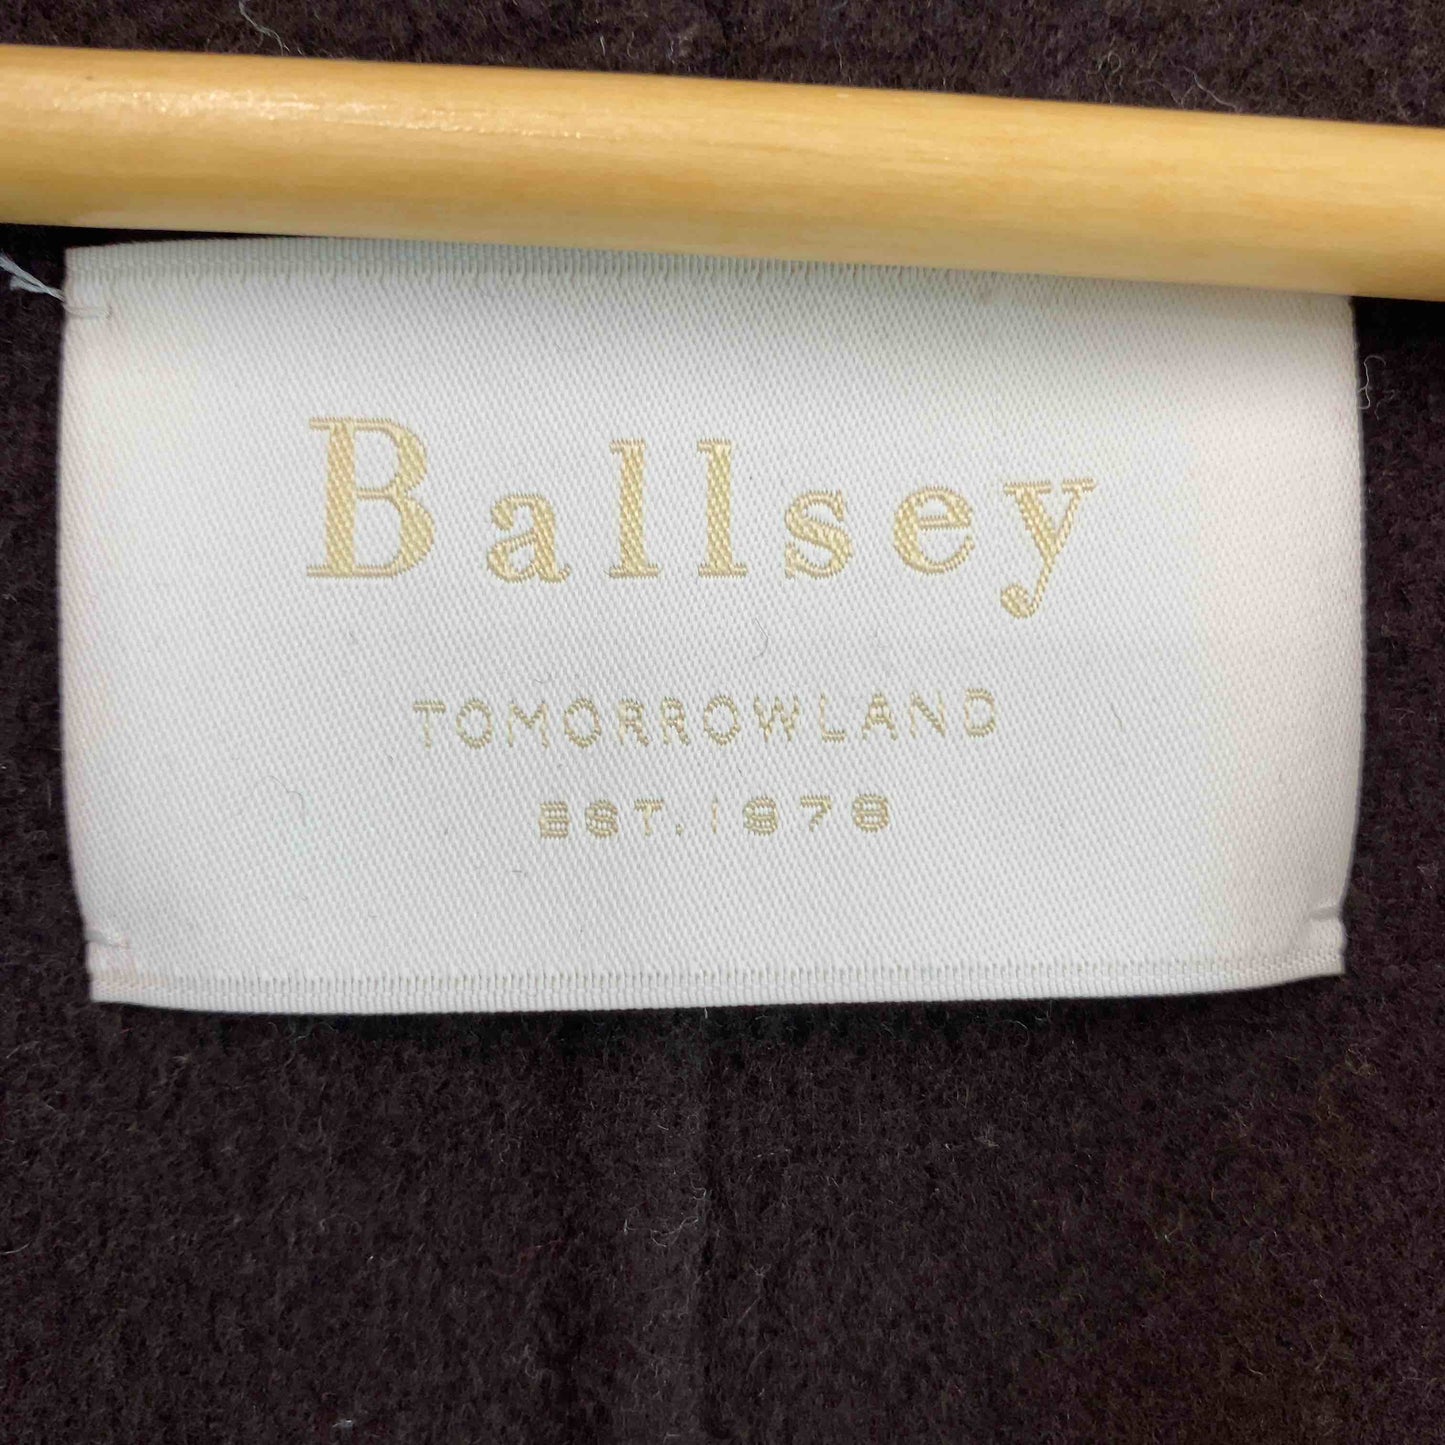 Ballsey
TOMORROWLAND
EST. 1978